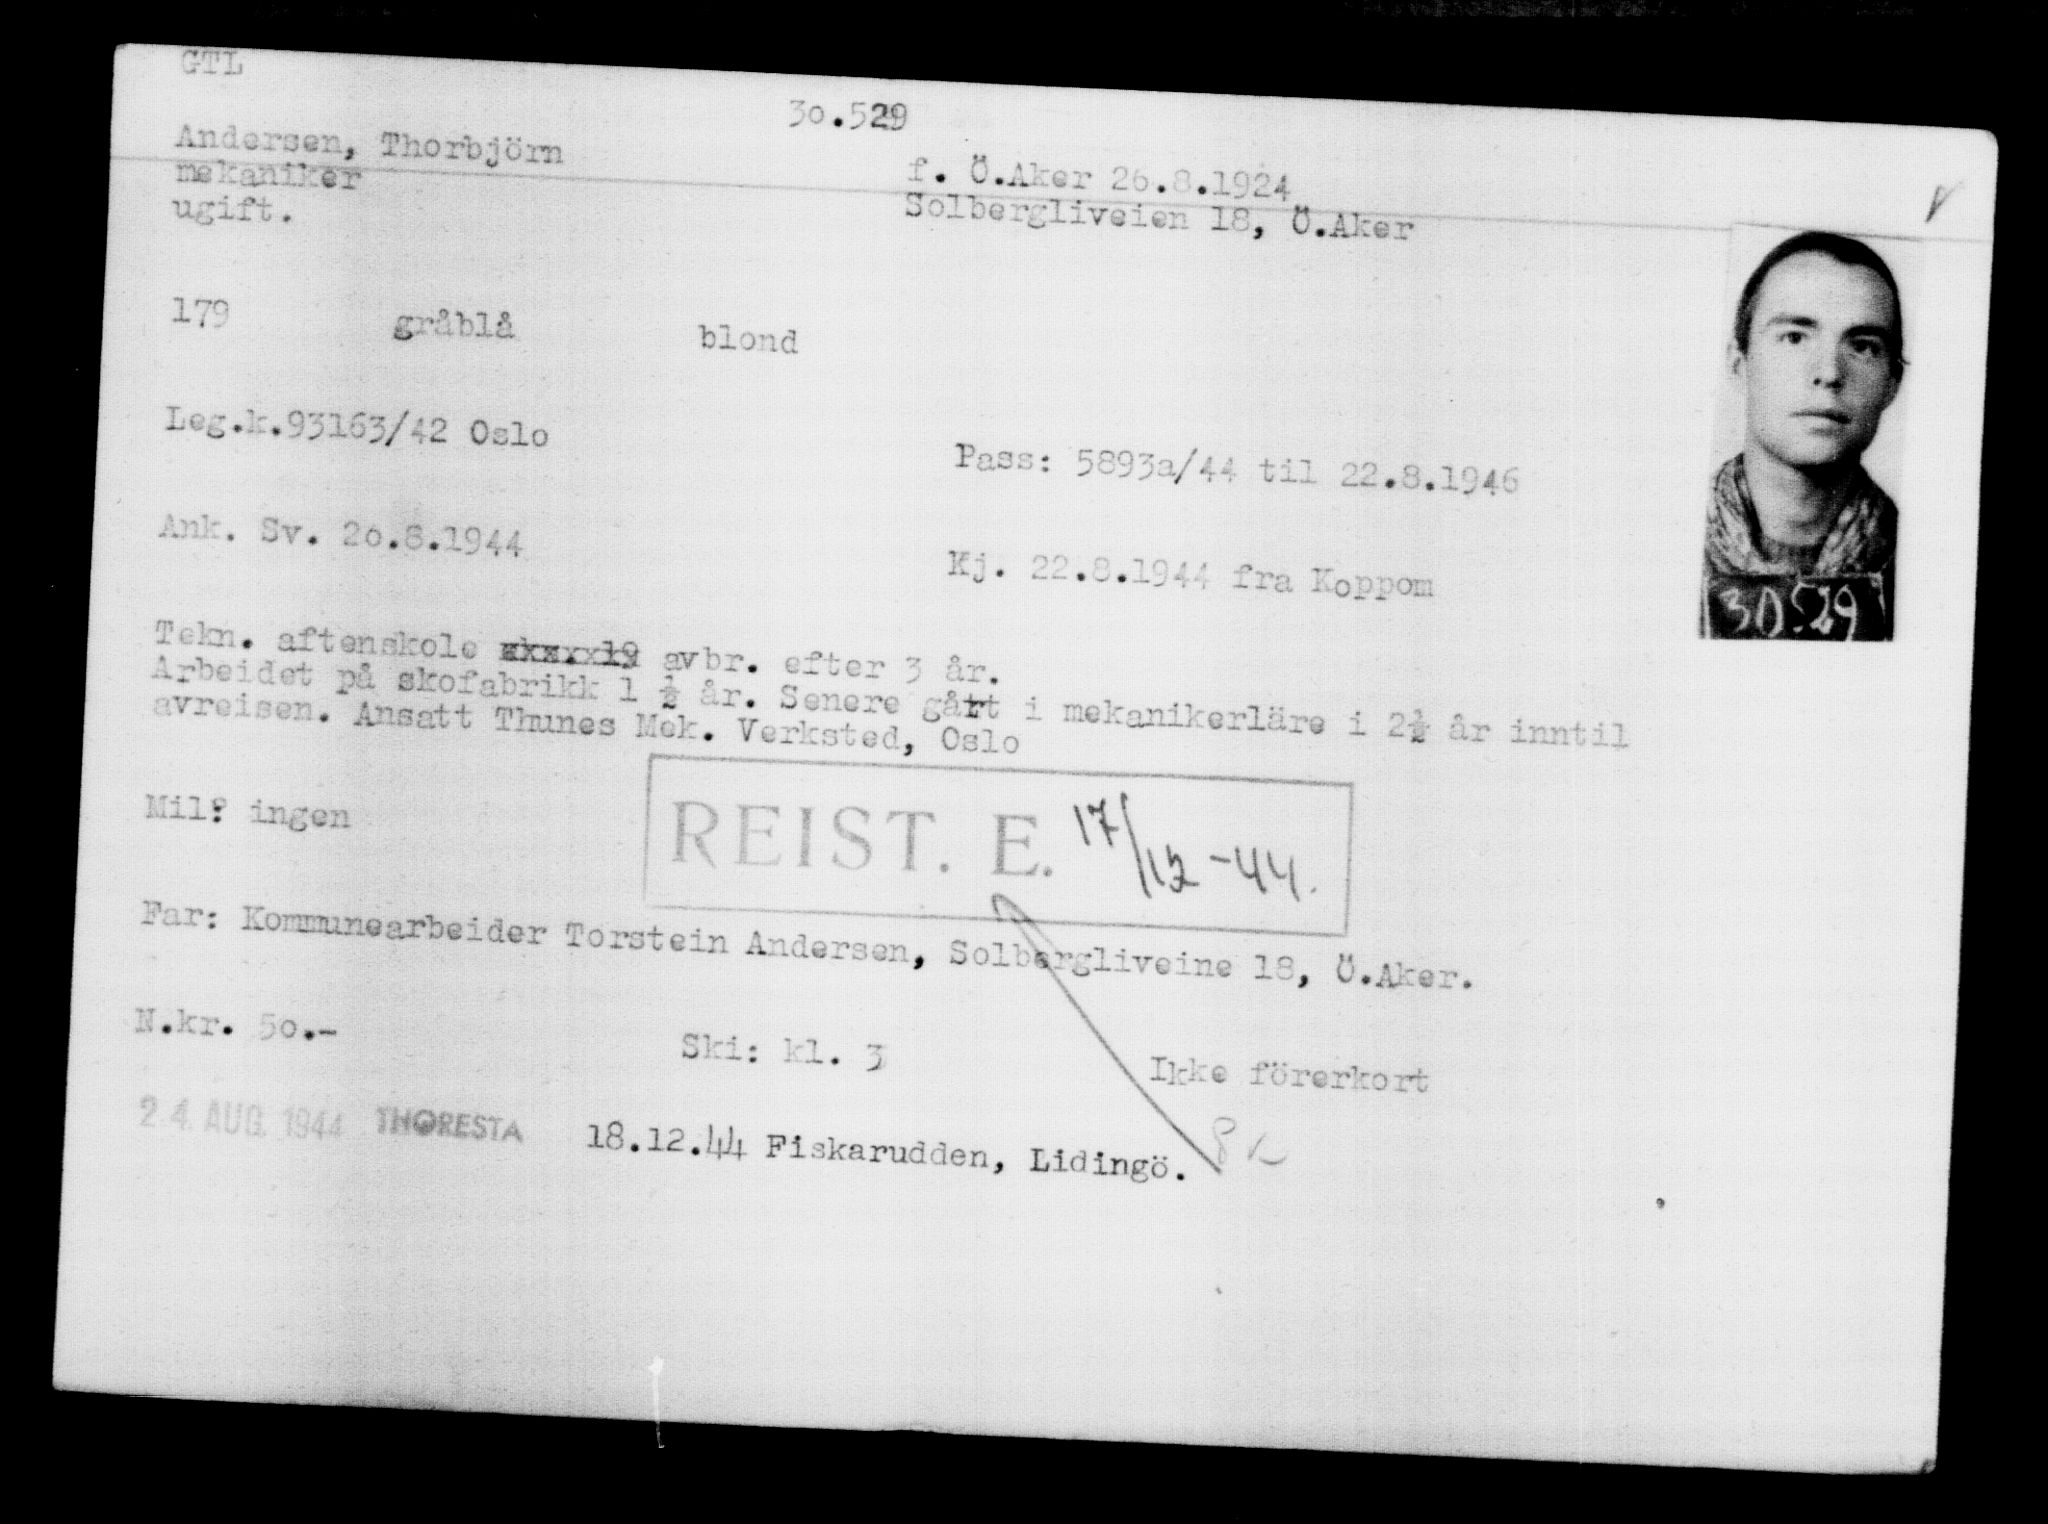 GTL
30.529
Andersen, Thorbjörn
f. Ö.Aker 26.8.1924
mekaniker
Solbergliveien 18, Ö.Aker
ugift.
179 gråblå blond
Leg.k.93163/42 Oslo
Pass: 5893a/44 til 22.8.1946
Ank. Sv. 20.8.1944
Kj. 22.8.1944 fra Koppom
30529
Tekn. aftenskole avbr. efter 3 år.
Arbeidet på skofabrikk 1 ½ år. Senere gått i mekanikerläre i 2½ år inntil
avreisen. Ansatt Thunes Mek. Verksted, Oslo
Mil: ingen
REIST. E. 17/12-44.
Far: Kommunearbeider Torstein Andersen, Solbergliveine 18, Ö.Aker.
N.kr. 50.-
Ski: kl. 3
Ikke förerkort
24. AUG. 1944 THORESTA
18.12.44 Fiskarudden, Lidingö.